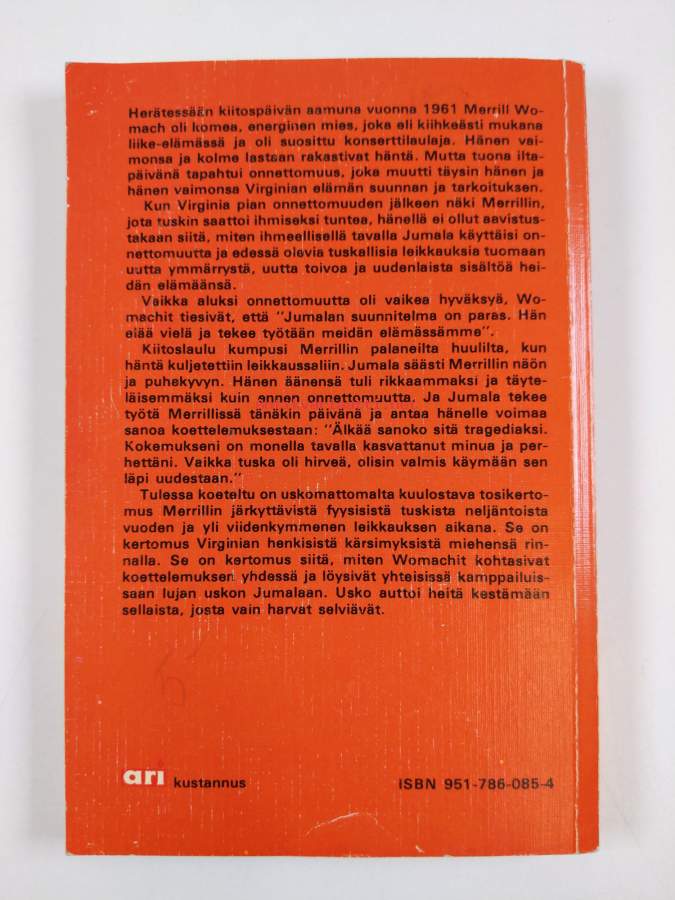 Herätessään kiitospäivän aamuna vuonna 1961 Merrill Wo-
mach oli komea, energinen mies, joka eli kiihkeästi mukana
liike-elämässä ja oli suosittu konserttilaulaja. Hänen vai-
monsa ja kolme lastaan rakastivat häntä. Mutta tuona ilta-
päivänä tapahtui onnettomuus, joka muutti täysin hänen ja
hänen vaimonsa Virginian elämän suunnan ja tarkoituksen.
Kun Virginia pian onnettomuuden jälkeen näki Merrillin,
jota tuskin saattoi ihmiseksi tuntea, hänellä ei ollut aavistus-
takaan siitä, miten ihmeellisellä tavalla Jumala käyttäisi on-
nettomuutta ja edessä olevia tuskallisia leikkauksia tuomaan
uutta ymmärrystä, uutta toivoa ja uudenlaista sisältöä hei-
dän elämäänsä.
Vaikka aluksi onnettomuutta oli vaikea hyväksyä, Wo-
machit tiesivät, että "Jumalan suunnitelma on paras. Hän
elää vielä ja tekee työtään meidän elämässämme".
Kiitoslaulu kumpusi Merrillin palaneilta huulilta, kun
häntä kuljetettiin leikkaussaliin. Jumala säästi Merrillin näön
ja puhekyvyn. Hänen äänensä tuli rikkaammaksi ja täyte-
läisemmäksi kuin ennen onnettomuutta. Ja Jumala tekee
työtä Merrillissä tänäkin päivänä ja antaa hänelle voimaa
sanoa koettelemuksestaan: "Älkää sanoko sitä tragediaksi.
Kokemukseni on monella tavalla kasvattanut minua ja per-
hettäni. Vaikka tuska oli hirveä, olisin valmis käymään sen
läpi uudestaan."
Tulessa koeteltu on uskomattomalta kuulostava tosikerto-
mus Merrillin järkyttävistä fyysisistä tuskista neljäntoista
vuoden ja yli viidenkymmenen leikkauksen aikana. Se on
kertomus Virginian henkisistä kärsimyksistä miehensä rin-
nalla. Se on kertomus siitä, miten Womachit kohtasivat
koettelemuksen yhdessä ja löysivät yhteisissä kamppailuis-
saan lujan uskon Jumalaan. Usko auttoi heitä kestämään
sellaista, josta vain harvat selviävät.
ari kustannus
ISBN 951-786-085-4